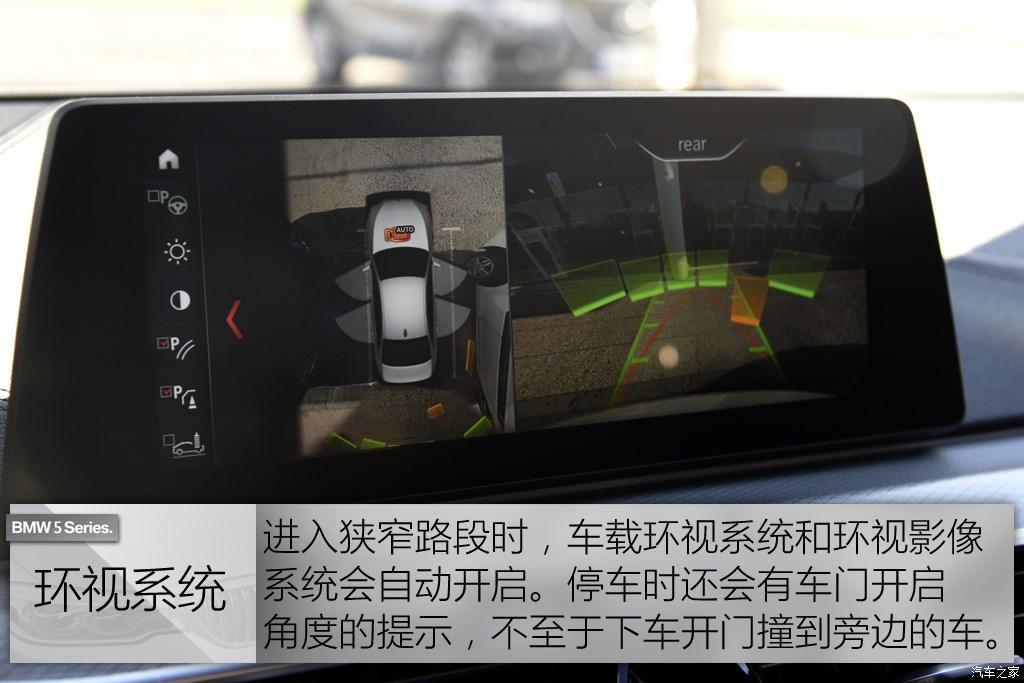 rear
P
AUTO
P
P
BMW 5 Series.
环视系统
进入狭窄路段时，车载环视系统和环视影像
系统会自动开启。停车时还会有车门开启
角度的提示，不至于下车开门撞到旁边的车。
汽车之家